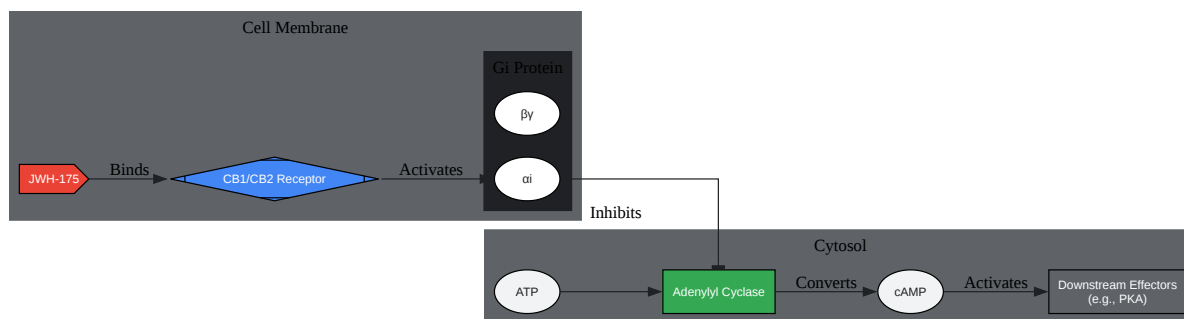 Cell Membrane
Gi Protein
βγ
JWH-175
Binds
CB1/CB2 Receptor
Activates
αi
Inhibits
Cytosol
ATP
Adenylyl Cyclase
Converts
cAMP
Activates
Downstream Effectors
(e.g., PKA)